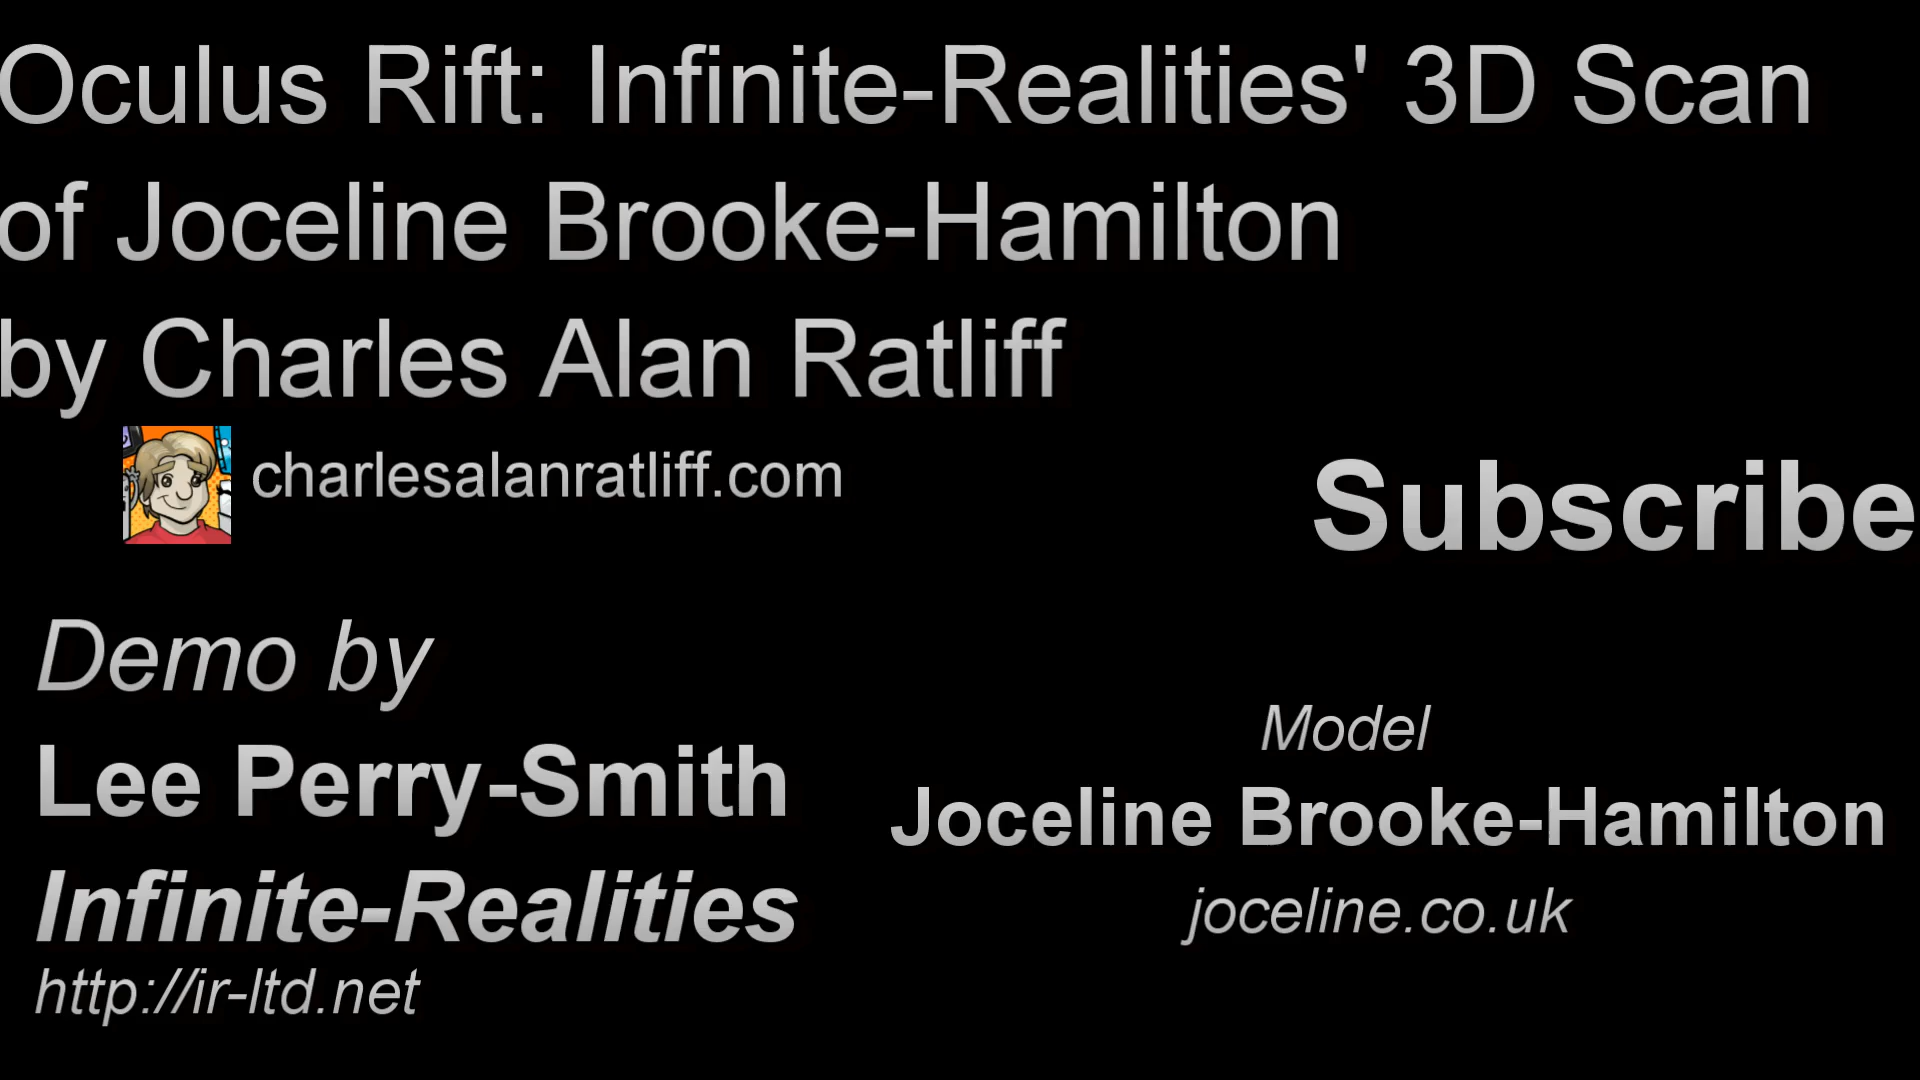 Oculus Rift: Infinite-Realities' 3D Scan
of Joceline Brooke-Hamilton
by Charles Alan Ratliff
charlesalanratliff.com
Subscribe
Demo by
Lee Perry-Smith
Infinite-Realities
http://ir-ltd.net
Model
Joceline Brooke-Hamilton
joceline.co.uk